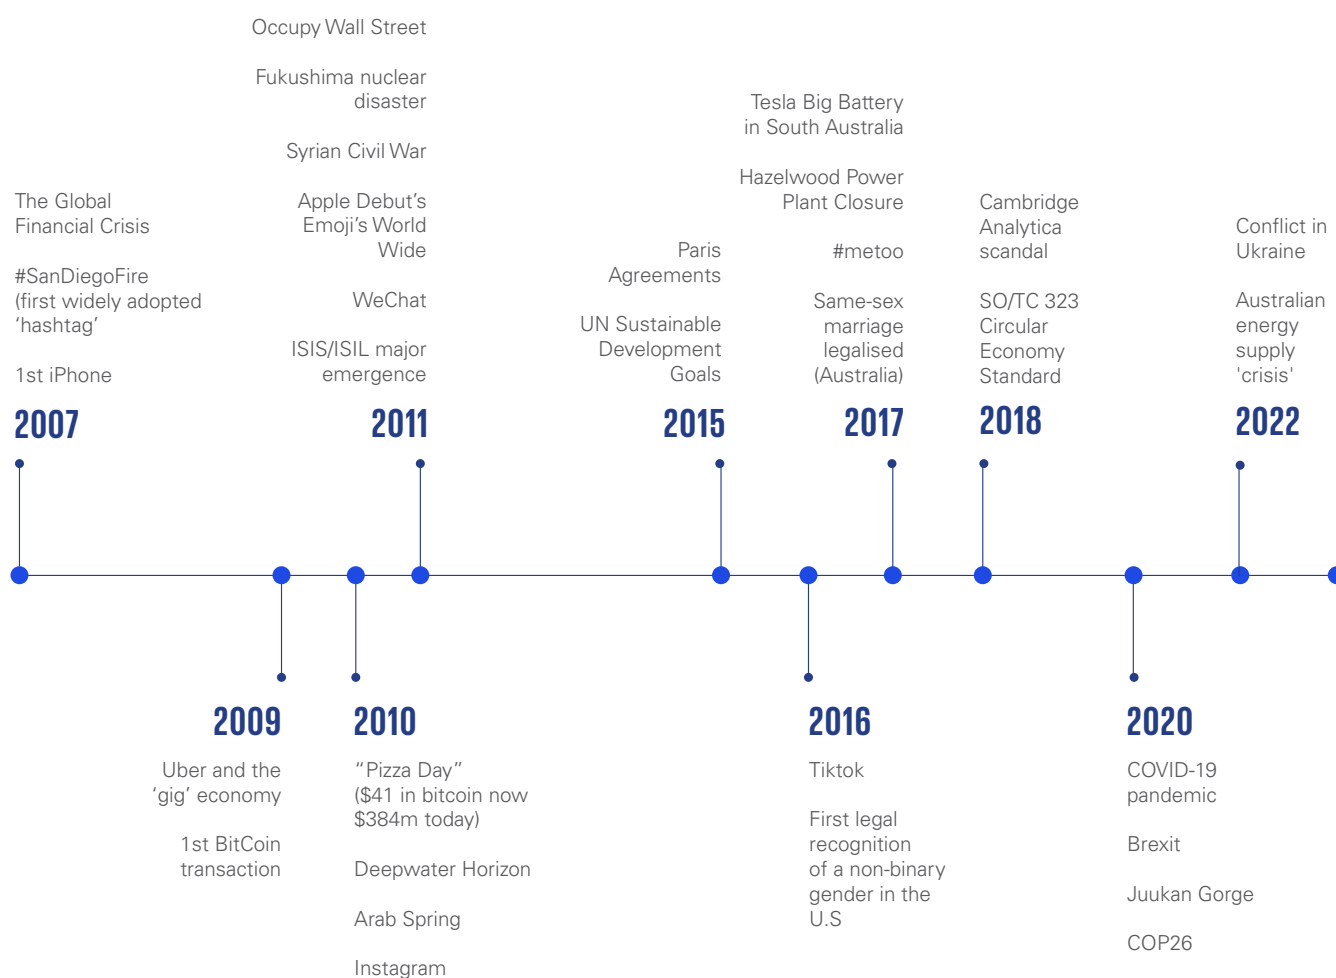 The Global
Financial Crisis
#SanDiegoFire
(first widely adopted
‘hashtag’
1st iPhone
2007
Occupy Wall Street
Fukushima nuclear
disaster
Syrian Civil War
Apple Debut’s
Emoji’s World
Wide
WeChat
ISIS/ISIL major
emergence
2011
Paris
Agreements
UN Sustainable
Development
Goals
2015
Tesla Big Battery
in South Australia
Hazelwood Power
Plant Closure
#metoo
Same-sex
marriage
legalised
(Australia)
2017
Cambridge
Analytica
scandal
SO/TC 323
Circular
Economy
Standard
2018
Conflict in
Ukraine
Australian
energy
supply
'crisis'
2022
2009
Uber and the
‘gig’ economy
1st BitCoin
transaction
2010
“Pizza Day”
($41 in bitcoin now
$384m today)
Deepwater Horizon
Arab Spring
Instagram
2016
Tiktok
First legal
recognition
of a non-binary
gender in the
U.S
2020
COVID-19
pandemic
Brexit
Juukan Gorge
COP26